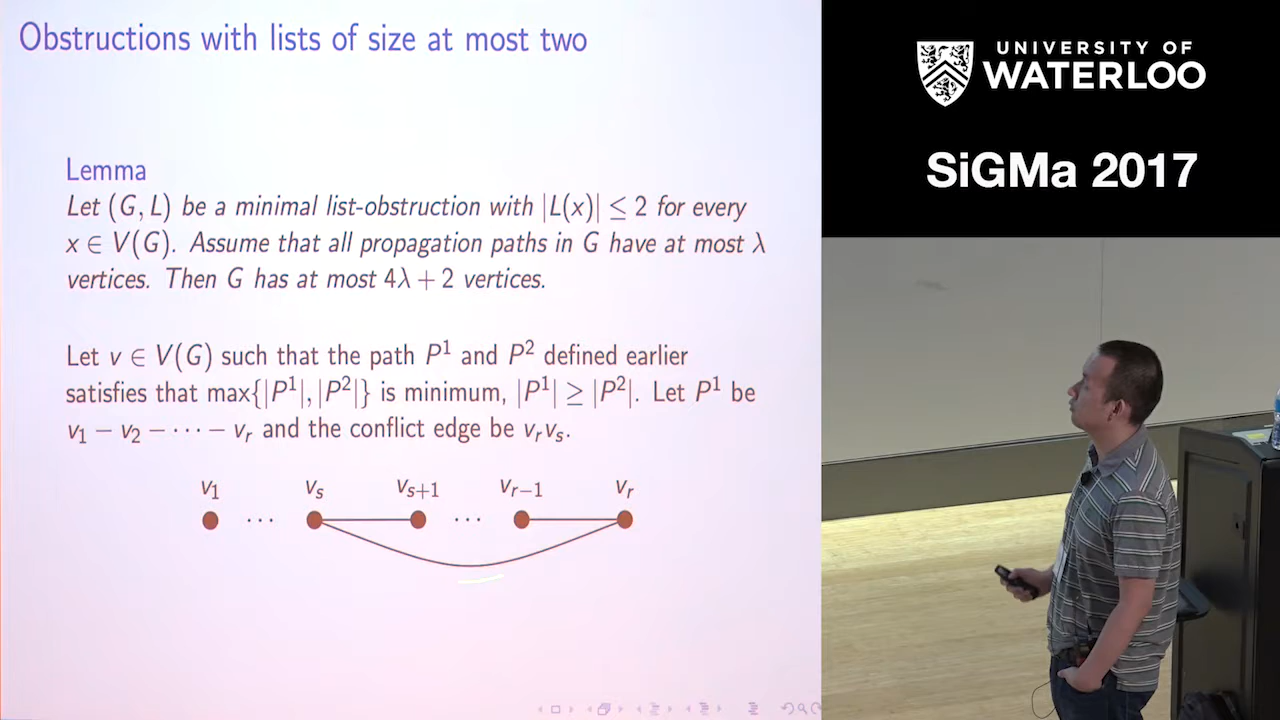 Obstructions with lists of size at most two
UNIVERSITY OF
WATERLOO
SiGMa 2017
Lemma
Let (G, L) be a minimal list-obstruction with |L(x)| ≤ 2 for every
x ∈ V(G). Assume that all propagation paths in G have at most λ
vertices. Then G has at most 4λ + 2 vertices.
Let v ∈ V(G) such that the path P¹ and P² defined earlier
satisfies that max{|P¹|, |P²|} is minimum, |P¹| ≥ |P²|. Let P¹ be
v₁ − v₂ − ⋯ − vᵣ and the conflict edge be vᵣvₛ.
v₁ vₛ vₛ₊₁ vᵣ₋₁ vᵣ
⋯ ⋯